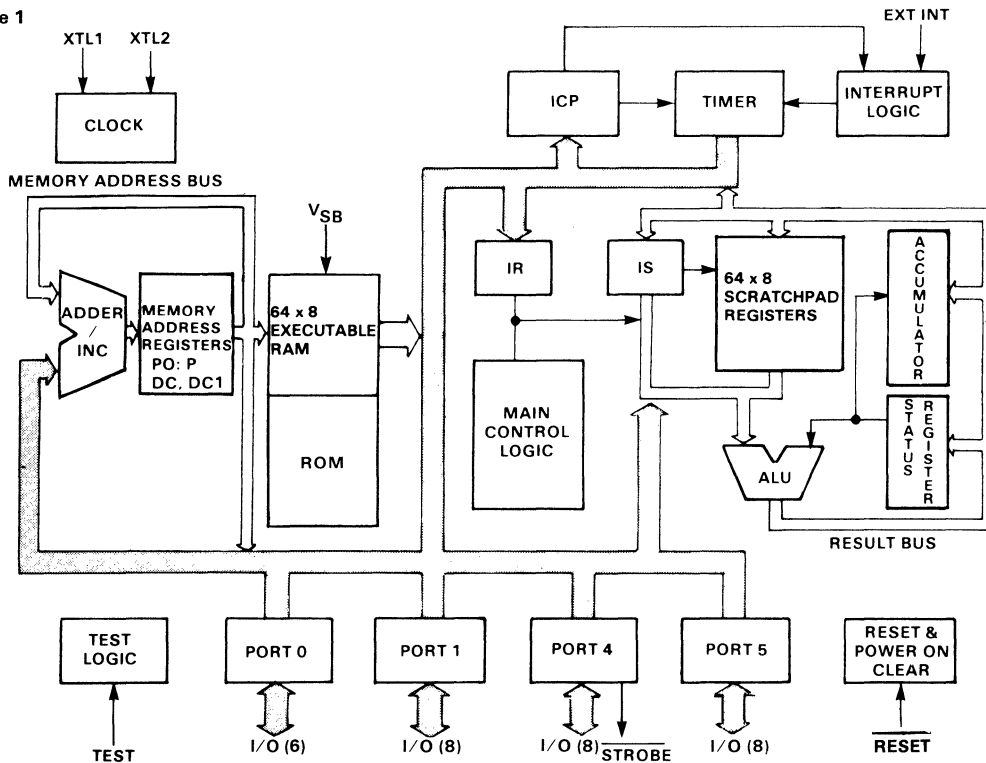 e 1
XTL1
XTL2
CLOCK
MEMORY ADDRESS BUS
ICP
TIMER
EXT INT
INTERRUPT
LOGIC
VSB
ADDER
/
INC
MEMORY
ADDRESS
REGISTERS
PO: P
DC, DC1
64 x 8
EXECUTABLE
RAM
ROM
IR
IS
64 x 8
SCRATCHPAD
REGISTERS
ACCUMULATOR
MAIN
CONTROL
LOGIC
ALU
STATUS
REGISTER
RESULT BUS
TEST
LOGIC
PORT 0
PORT 1
PORT 4
PORT 5
RESET &
POWER ON
CLEAR
TEST
I/O (6)
I/O (8)
I/O (8)
STROBE
I/O (8)
RESET